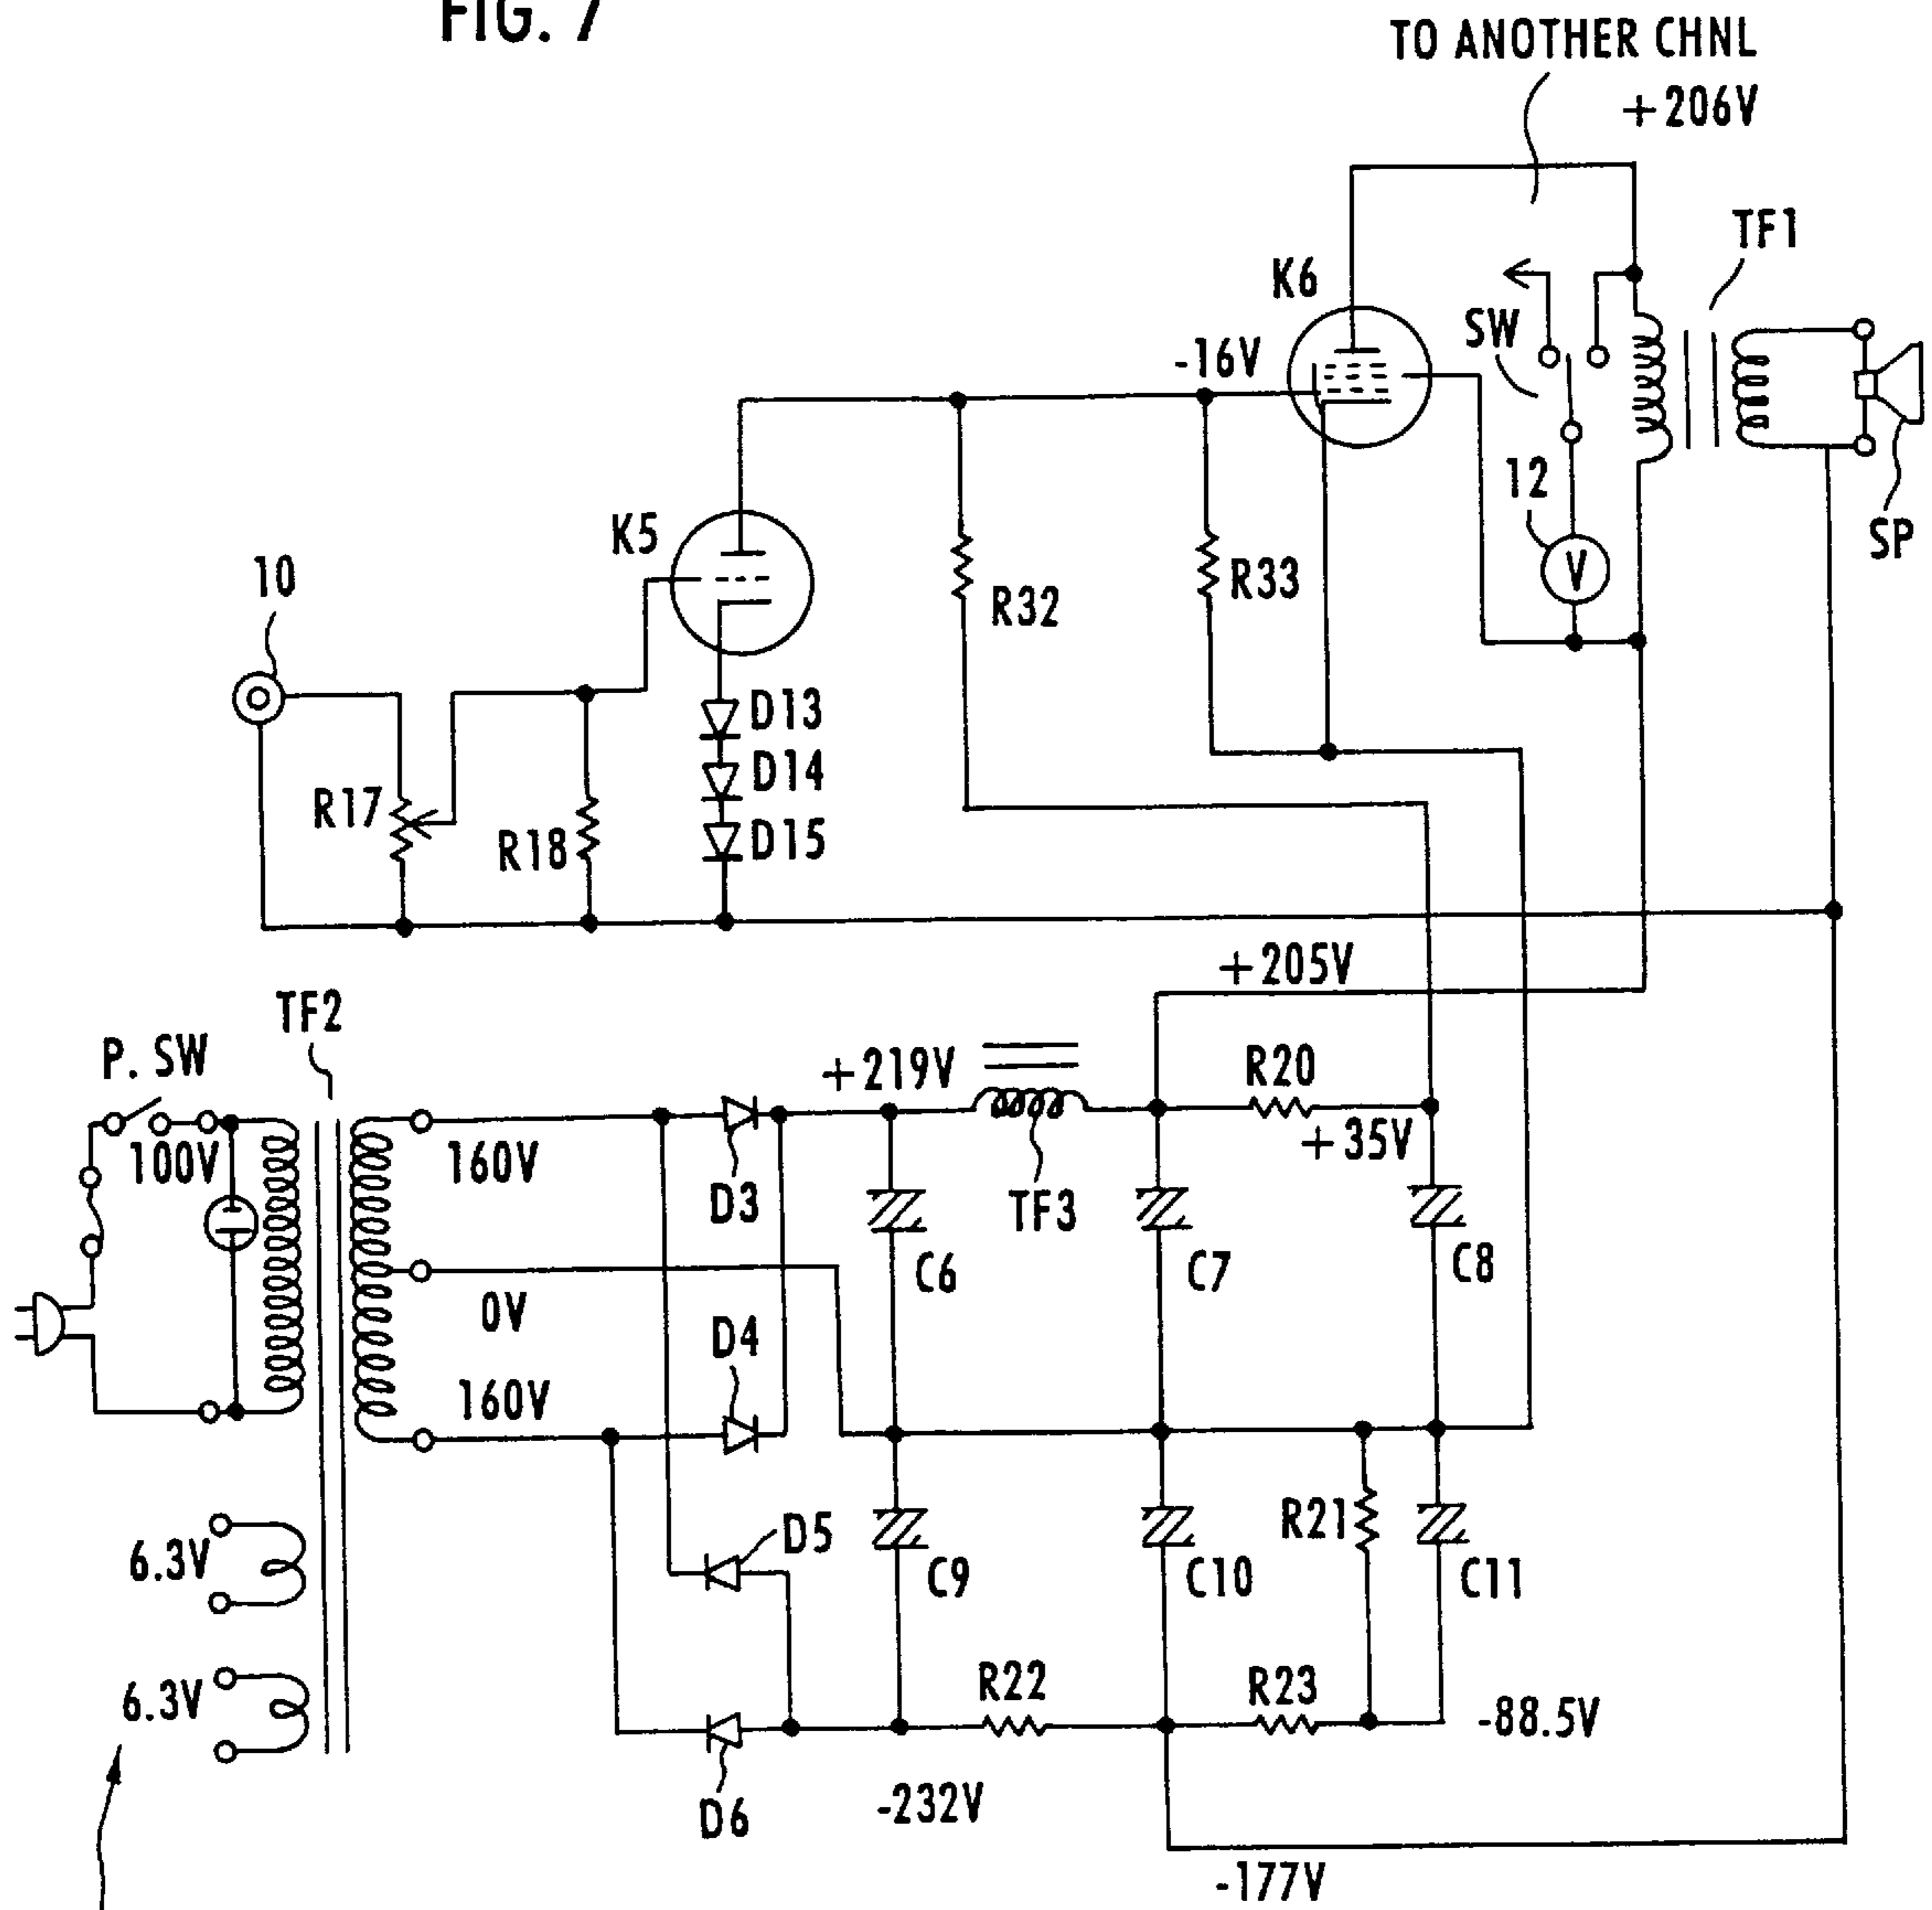 FIG. 7
TO ANOTHER CHNL
+206V
TF1
K6
SW
-16V
12
V
SP
K5
10
R32
R33
D13
D14
D15
R17
R18
+205V
TF2
P. SW
+219V
R20
100V
160V
+35V
D3
TF3
C6
C7
C8
0V
D4
160V
D5
R21
6.3V
C9
C10
C11
R22
R23
6.3V
-88.5V
D6
-232V
-177V